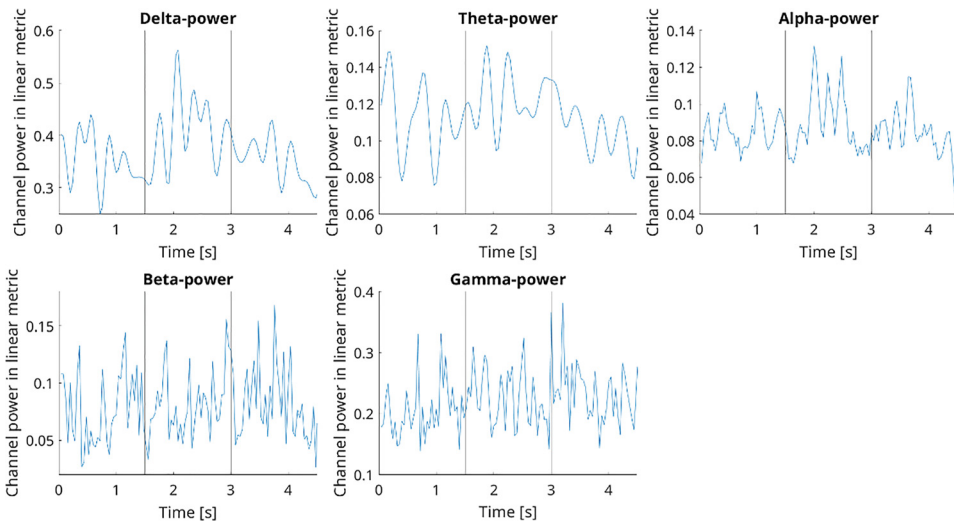 Delta-power
Channel power in linear metric
0.6
0.5
0.4
0.3
0 1 2 3 4
Time [s]
Theta-power
Channel power in linear metric
0.16
0.14
0.12
0.10
0.08
0.06
0 1 2 3 4
Time [s]
Alpha-power
Channel power in linear metric
0.14
0.12
0.1
0.08
0.06
0.04
0 1 2 3 4
Time [s]
Beta-power
Channel power in linear metric
0.15
0.1
0.05
0 1 2 3 4
Time [s]
Gamma-power
Channel power in linear metric
0.4
0.3
0.2
0.1
0 1 2 3 4
Time [s]